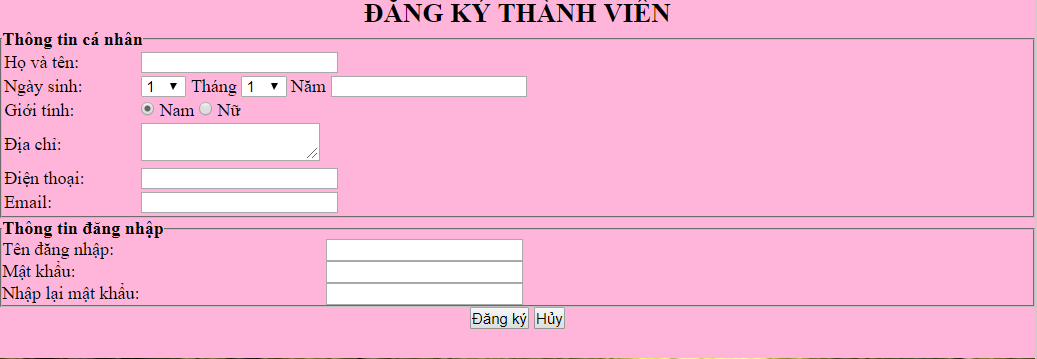 ĐĂNG KÝ THÀNH VIÊN
Thông tin cá nhân
Họ và tên:
Ngày sinh: 1 Tháng 1 Năm
Giới tính: Nam Nữ
Địa chỉ:
Điện thoại:
Email:
Thông tin đăng nhập
Tên đăng nhập:
Mật khẩu:
Nhập lại mật khẩu:
Đăng ký Hủy